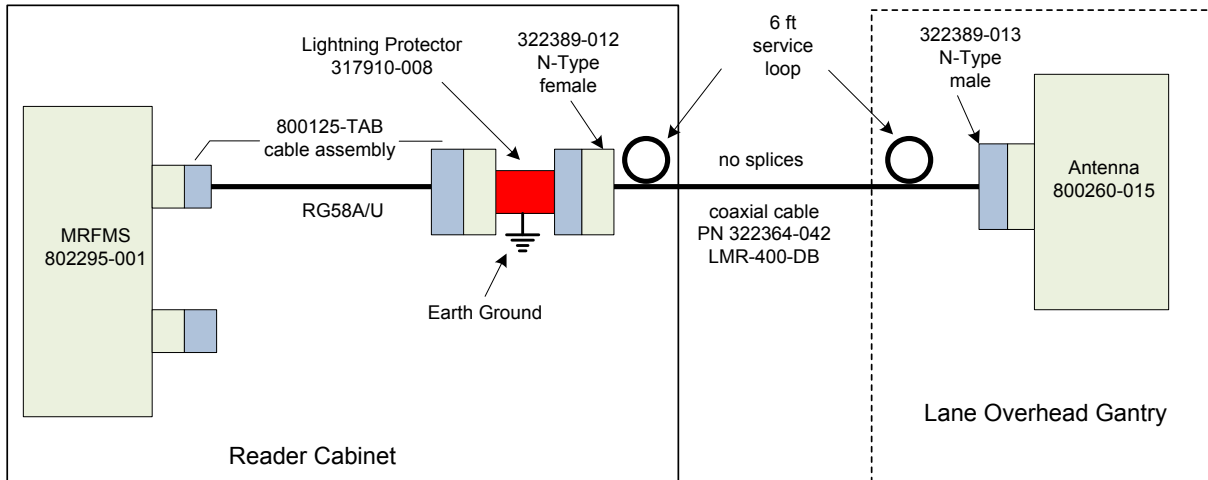 Lightning Protector
317910-008
322389-012
N-Type
female
6 ft
service
loop
322389-013
N-Type
male
800125-TAB
cable assembly
no splices
Antenna
800260-015
RG58A/U
coaxial cable
PN 322364-042
LMR-400-DB
MRFMS
802295-001
Earth Ground
Lane Overhead Gantry
Reader Cabinet